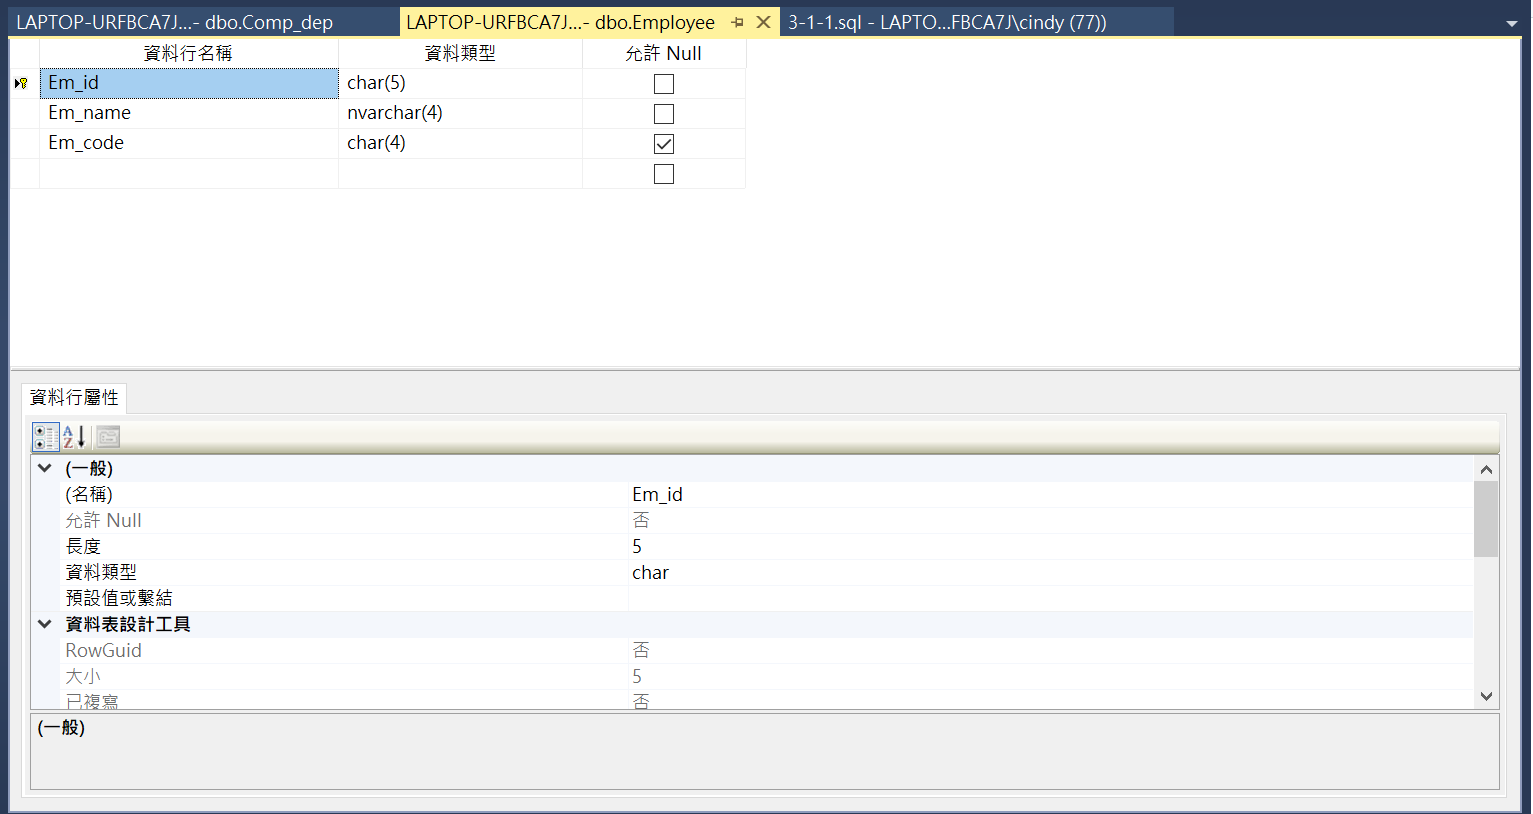 LAPTOP-URFBCA7J...- dbo.Comp_dep
LAPTOP-URFBCA7J...- dbo.Employee
3-1-1.sql - LAPTO...FBCA7J\cindy (77))
資料行名稱 資料類型 允許 Null
Em_id char(5)
Em_name nvarchar(4)
Em_code char(4)
資料行屬性
(一般)
(名稱) Em_id
允許 Null 否
長度 5
資料類型 char
預設值或繫結
資料表設計工具
RowGuid 否
大小 5
已複寫 否
(一般)